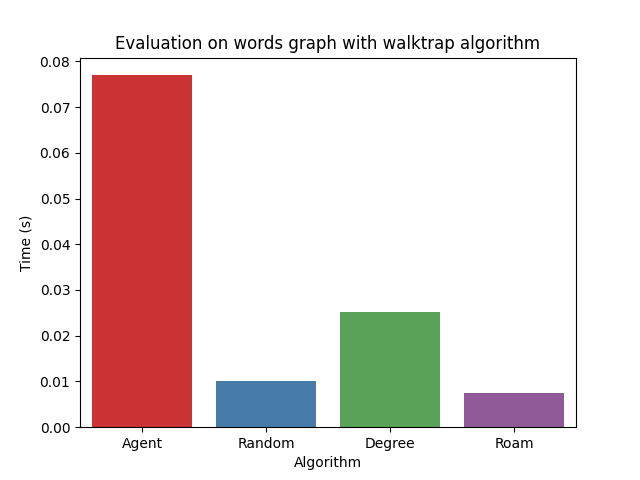 Evaluation on words graph with walktrap algorithm
0.08
0.07
0.06
0.05
0.04
0.03
0.02
0.01
0.00
Time (s)
Agent Random Degree Roam
Algorithm